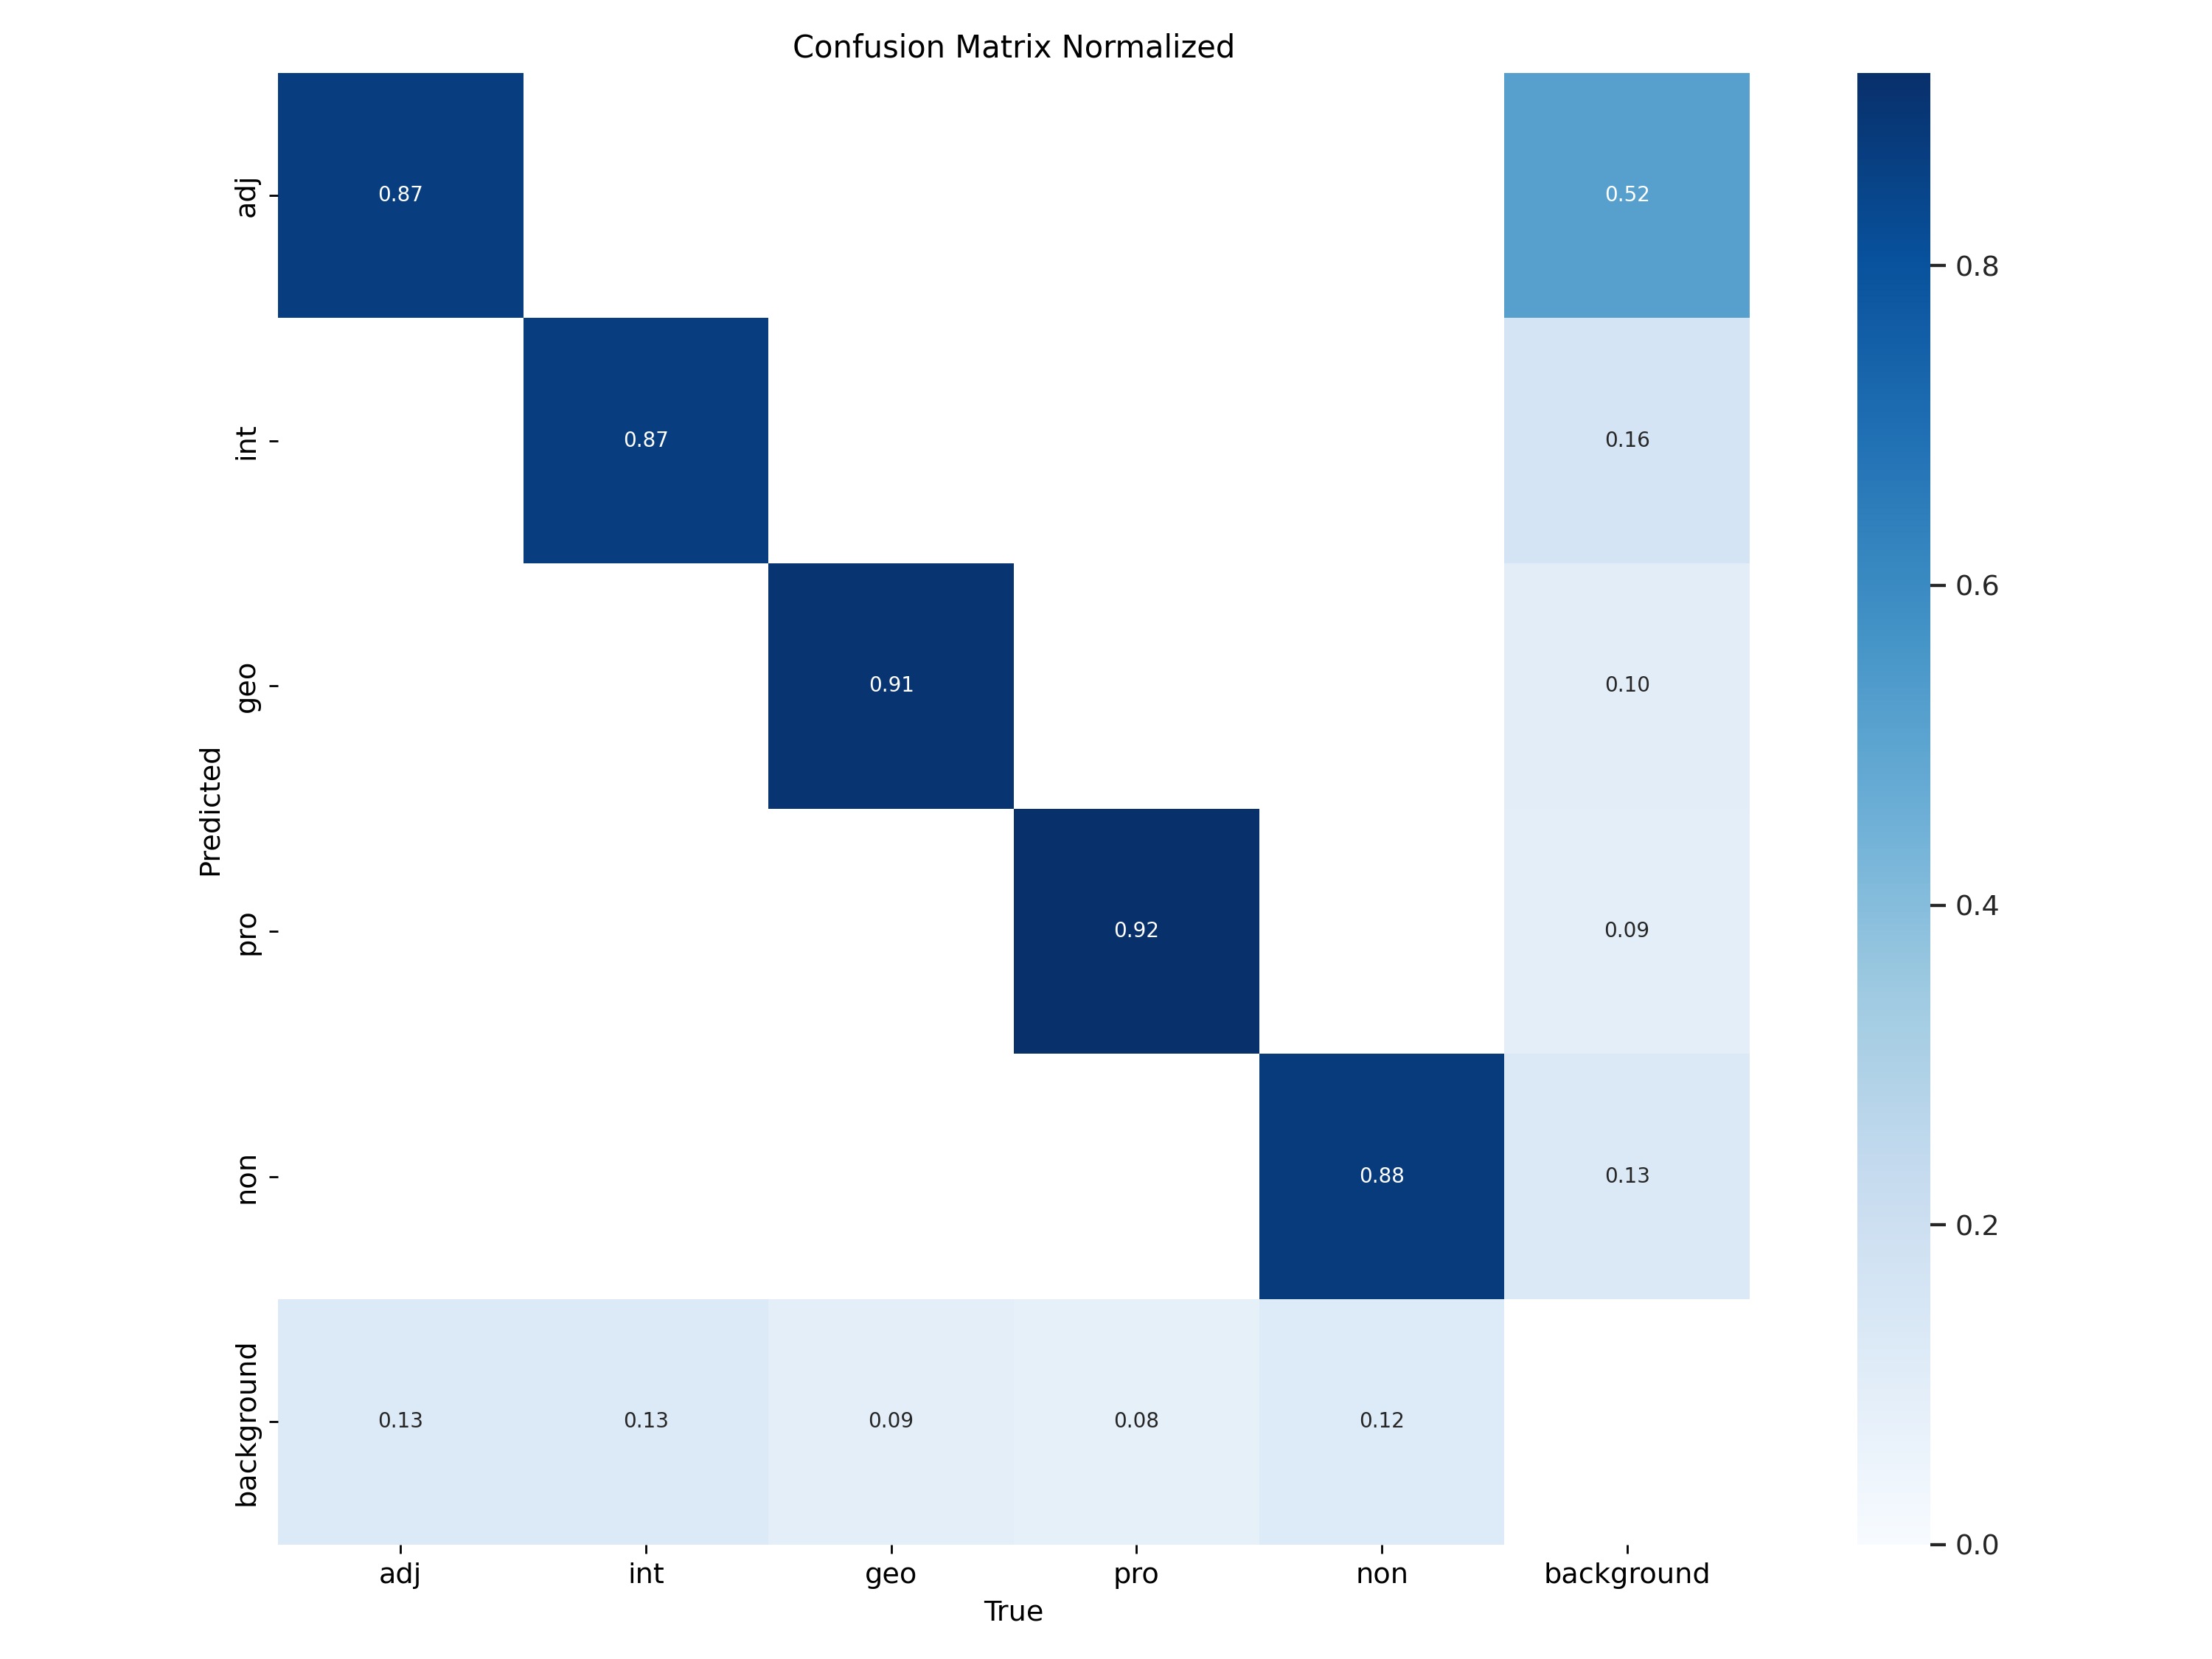 Confusion Matrix Normalized
adj 0.87 0.52
0.8
int 0.87 0.16
0.6
geo 0.91 0.10
Predicted
0.4
pro 0.92 0.09
non 0.88 0.13
0.2
background 0.13 0.13 0.09 0.08 0.12
0.0
adj int geo pro non background
True